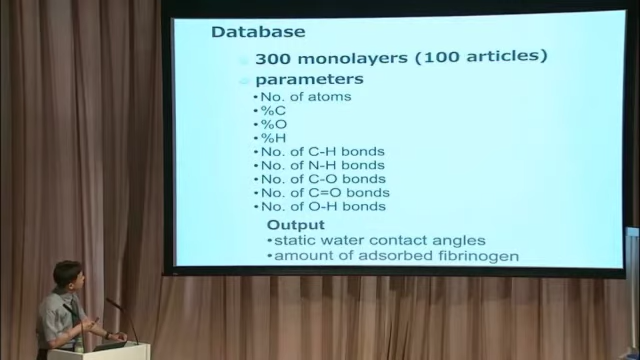 Database
300 monolayers (100 articles)
parameters
•No. of atoms
•%C
•%O
•%H
•No. of C-H bonds
•No. of N-H bonds
•No. of C-O bonds
•No. of C=O bonds
•No. of O-H bonds
Output
•static water contact angles
•amount of adsorbed fibrinogen